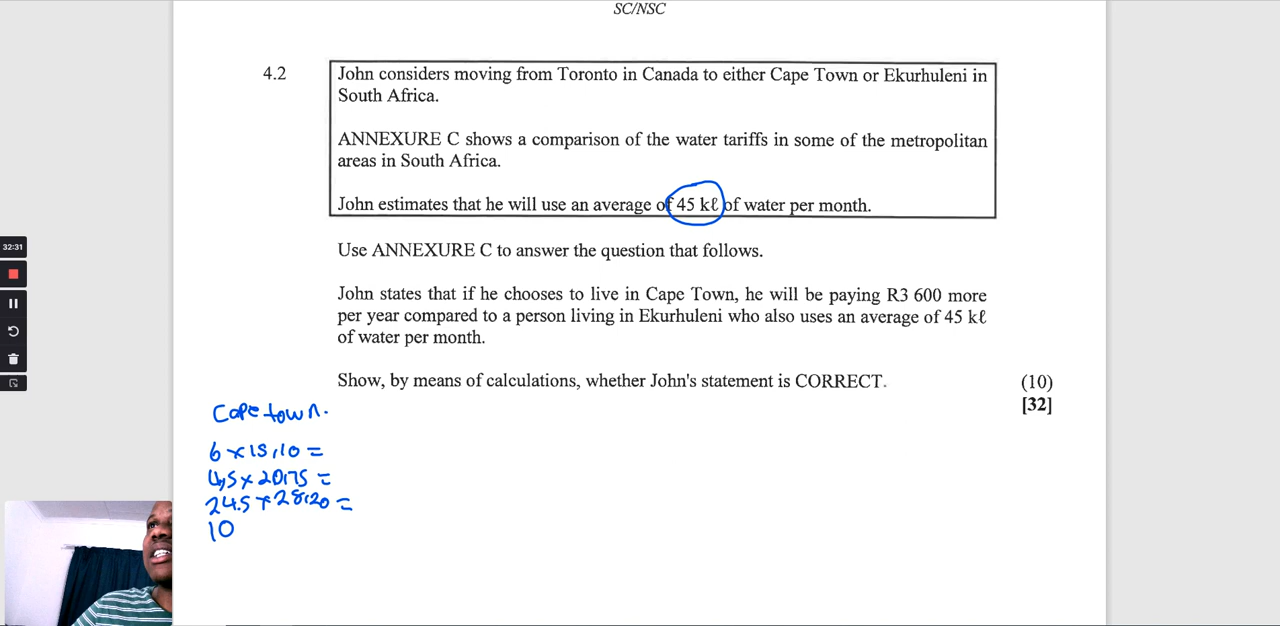 SC/NSC
4.2
John considers moving from Toronto in Canada to either Cape Town or Ekurhuleni in
South Africa.
ANNEXURE C shows a comparison of the water tariffs in some of the metropolitan
areas in South Africa.
John estimates that he will use an average of 45 kℓ of water per month.
32:31
Use ANNEXURE C to answer the question that follows.
John states that if he chooses to live in Cape Town, he will be paying R3 600 more
per year compared to a person living in Ekurhuleni who also uses an average of 45 kℓ
of water per month.
Show, by means of calculations, whether John's statement is CORRECT.
(10)
[32]
Cape town.
6 × 15,10 =
4,5 × 20,75 =
24.5 × 28,20 =
10